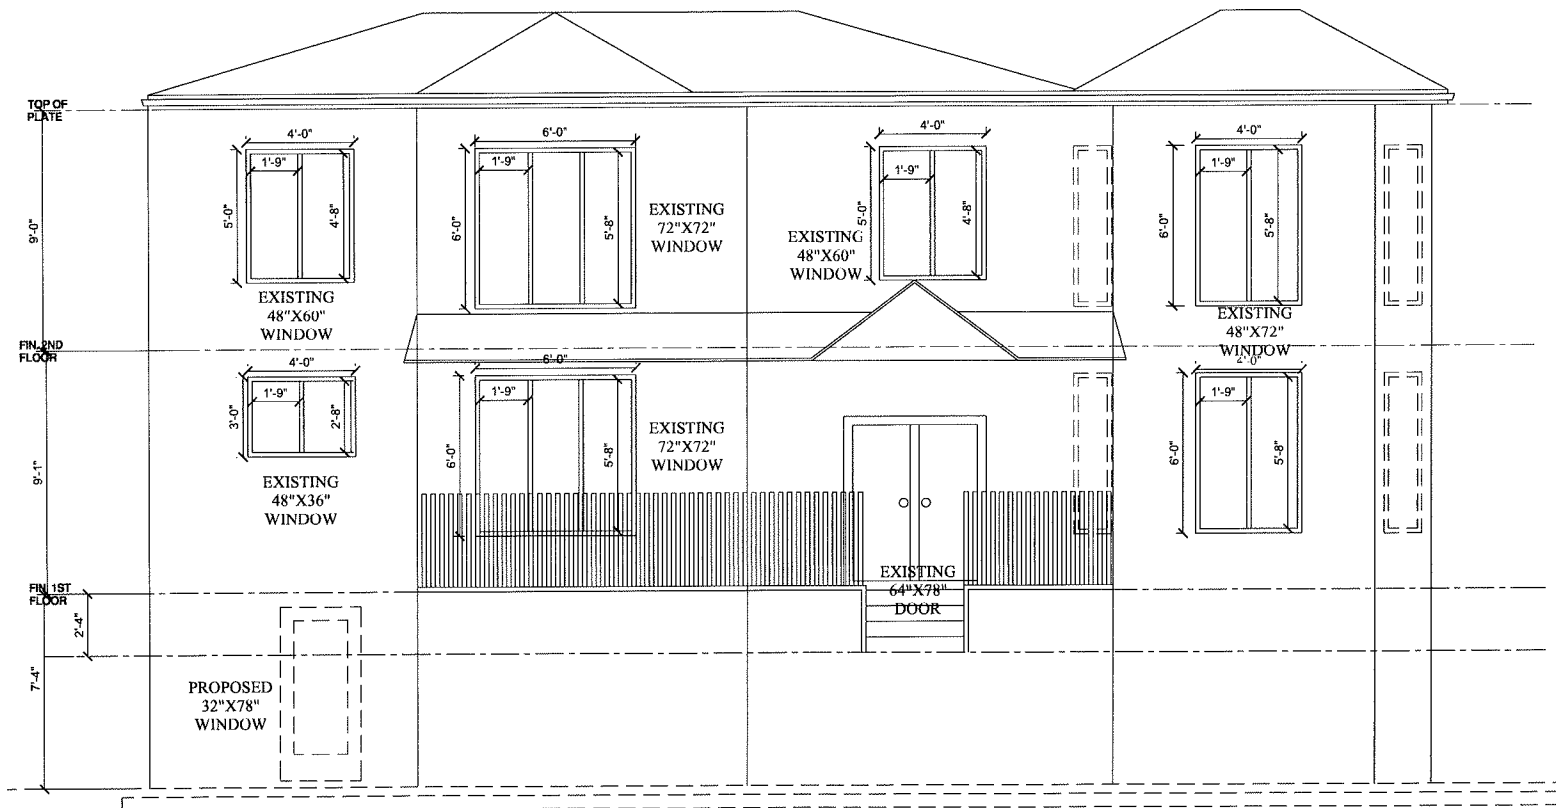 TOP OF
PLATE
4'-0"
6'-0"
4'-0"
4'-0"
1'-9"
1'-9"
1'-9"
1'-9"
5'-0"
4'-8"
6'-0"
5'-8"
5'-0"
4'-8"
6'-0"
5'-8"
9'-0"
EXISTING
72"X72"
WINDOW
EXISTING
48"X60"
WINDOW
EXISTING
48"X60"
WINDOW
EXISTING
48"X72"
WINDOW
FIN. 2ND
FLOOR
4'-0"
6'-0"
4'-0"
1'-9"
1'-9"
1'-9"
3'-0"
2'-8"
6'-0"
5'-8"
6'-0"
5'-8"
9'-1"
EXISTING
72"X72"
WINDOW
EXISTING
48"X36"
WINDOW
EXISTING
64"X78"
DOOR
FIN. 1ST
FLOOR
2'-4"
7'-4"
PROPOSED
32"X78"
WINDOW